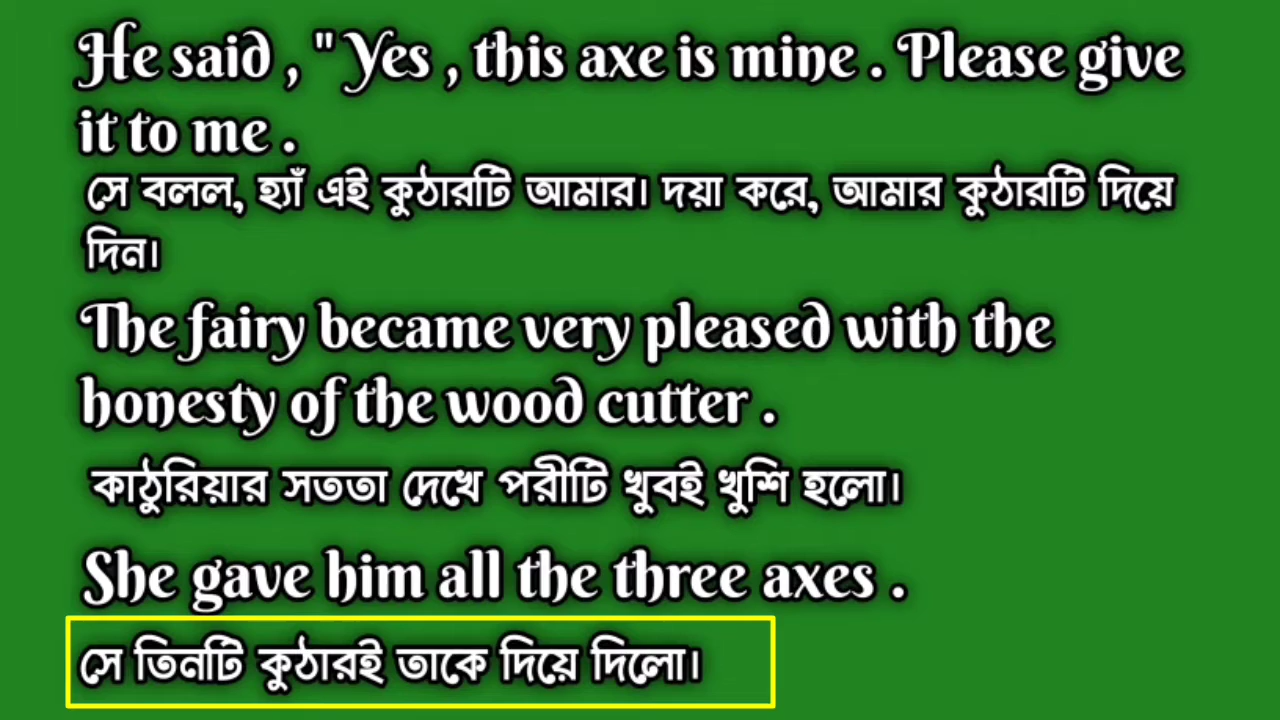 He said , " Yes , this axe is mine . Please give
it to me .
সে বলল, হ্যাঁ এই কুঠারটি আমার। দয়া করে, আমার কুঠারটি দিয়ে
দিন।
The fairy became very pleased with the
honesty of the wood cutter .
কাঠুরিয়ার সততা দেখে পরীটি খুবই খুশি হলো।
She gave him all the three axes .
সে তিনটি কুঠারই তাকে দিয়ে দিলো।